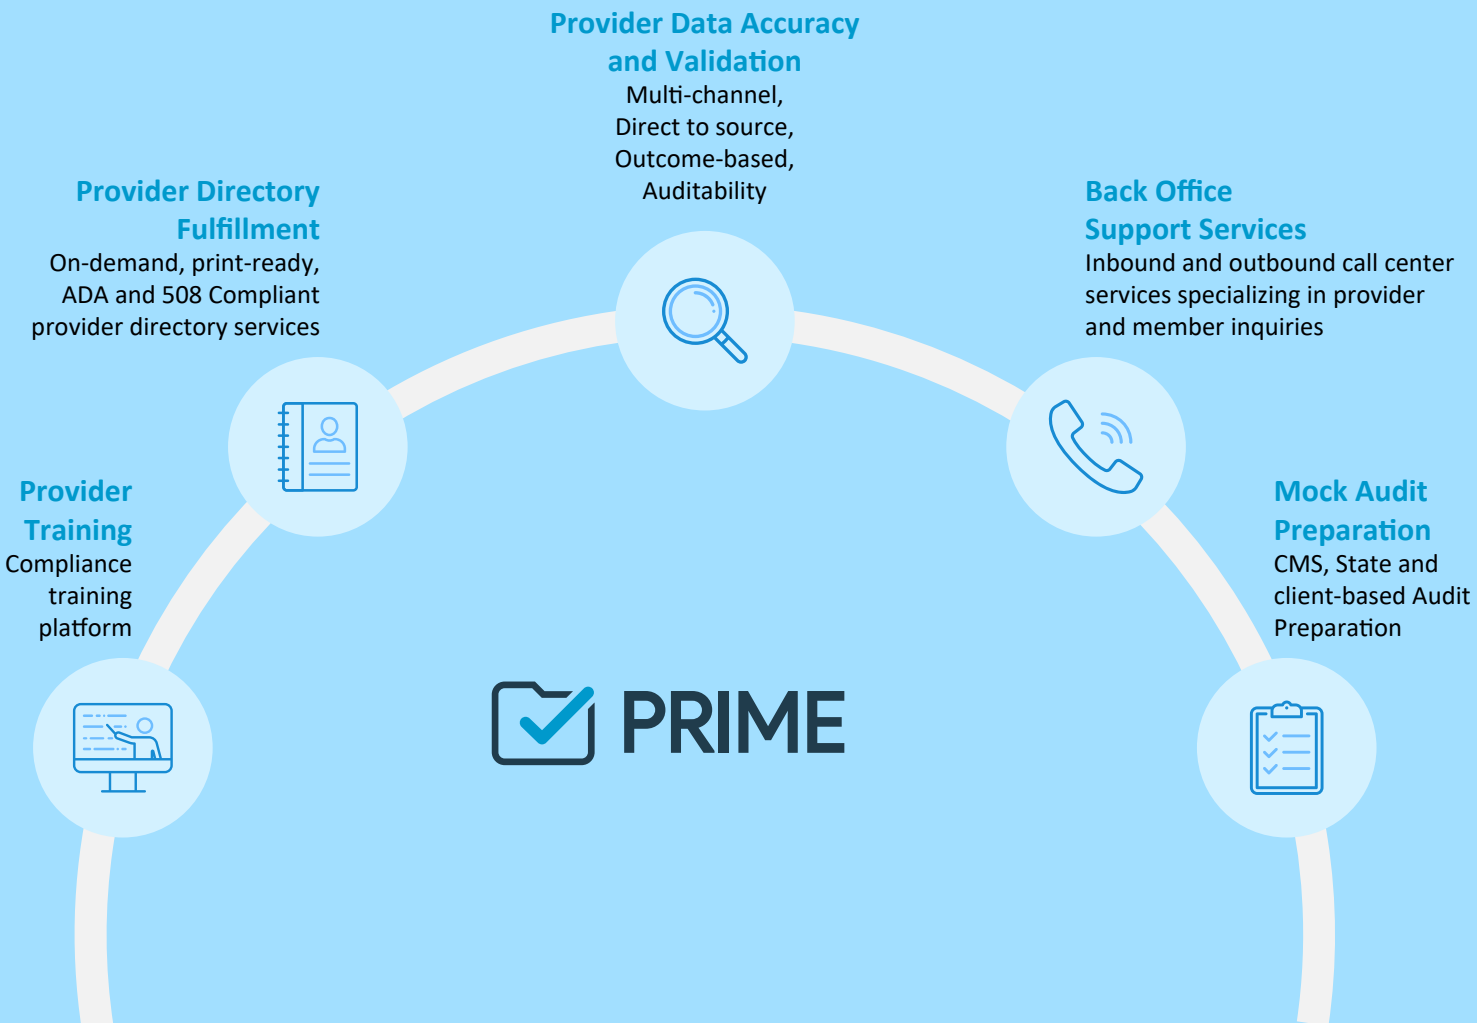 Provider Data Accuracy
and Validation
Multi-channel,
Direct to source,
Outcome-based,
Auditability
Provider Directory
Fulfillment
On-demand, print-ready,
ADA and 508 Compliant
provider directory services
Back Office
Support Services
Inbound and outbound call center
services specializing in provider
and member inquiries
Provider
Training
Compliance
training
platform
Mock Audit
Preparation
CMS, State and
client-based Audit
Preparation
PRIME